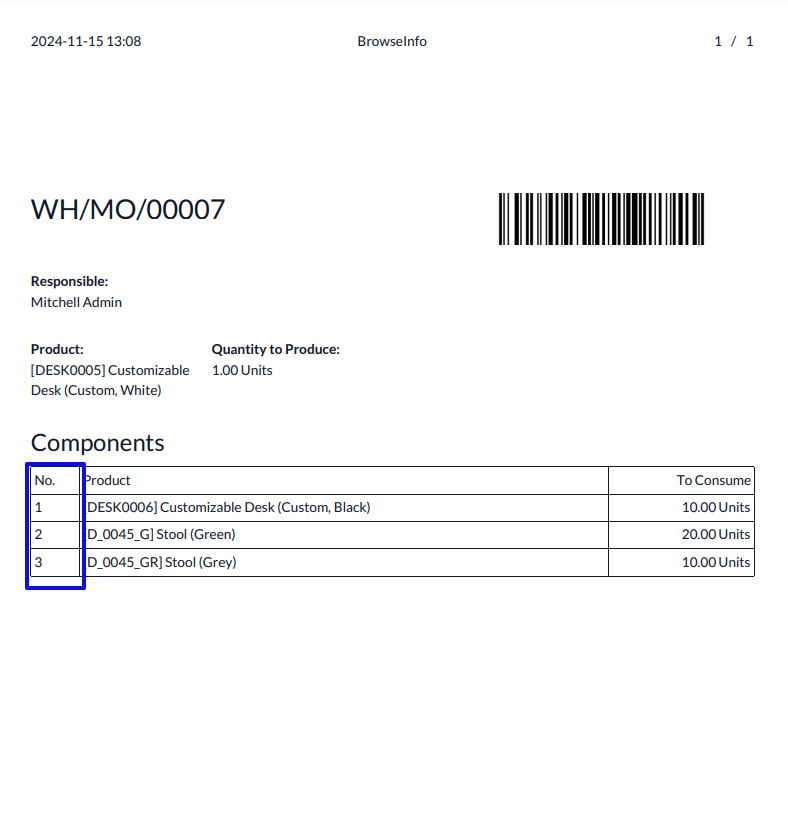 2024-11-15 13:08 BrowseInfo 1 / 1
WH/MO/00007
Responsible:
Mitchell Admin
Product: Quantity to Produce:
[DESK0005] Customizable 1.00 Units
Desk (Custom, White)
Components
No. Product To Consume
1 [DESK0006] Customizable Desk (Custom, Black) 10.00 Units
2 [D_0045_G] Stool (Green) 20.00 Units
3 [D_0045_GR] Stool (Grey) 10.00 Units